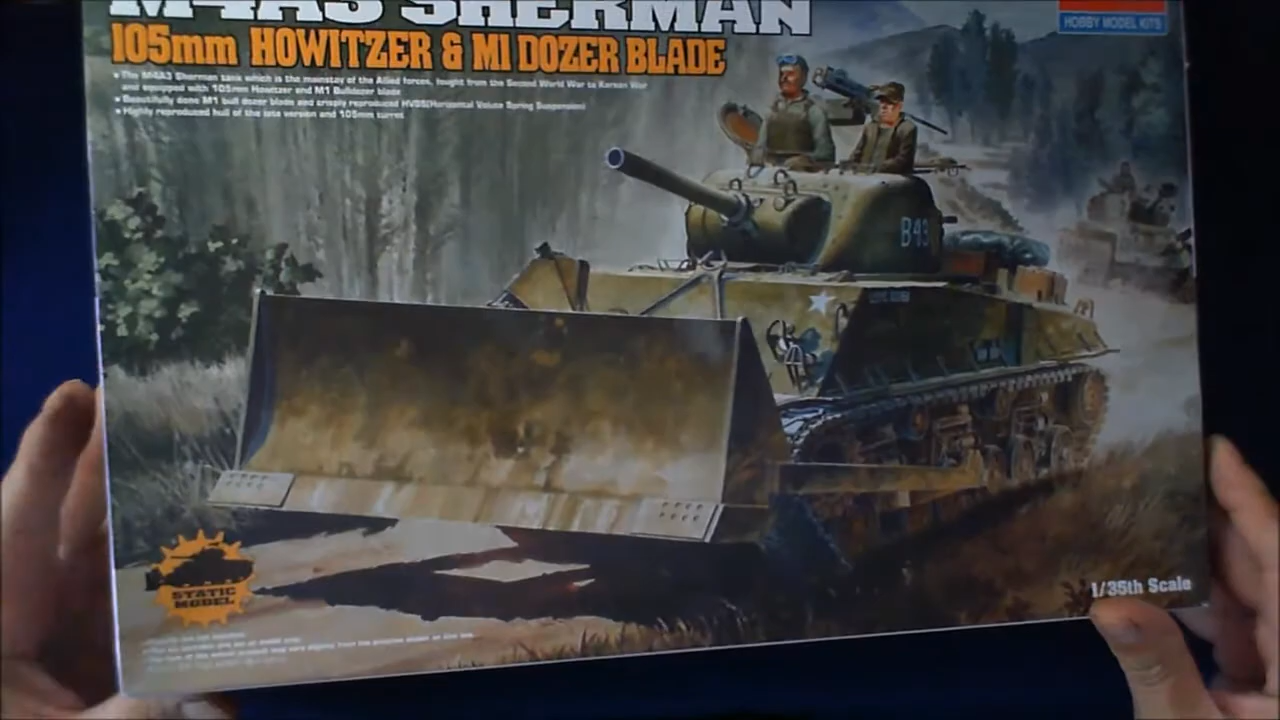 M4A3 SHERMAN
HOBBY MODEL KITS
105mm HOWITZER & M1 DOZER BLADE
• The M4A3 Sherman tank which is the mainstay of the Allied forces, fought from the Second World War to Korean War
and equipped with 105mm Howitzer and M1 Bulldozer blade
• Beautifully done M1 bull dozer blade and crisply reproduced HVSS(Horizontal Volute Spring Suspension)
• Highly reproduced hull of the late version and 105mm turret
B43
STATIC
MODEL
1/35th Scale